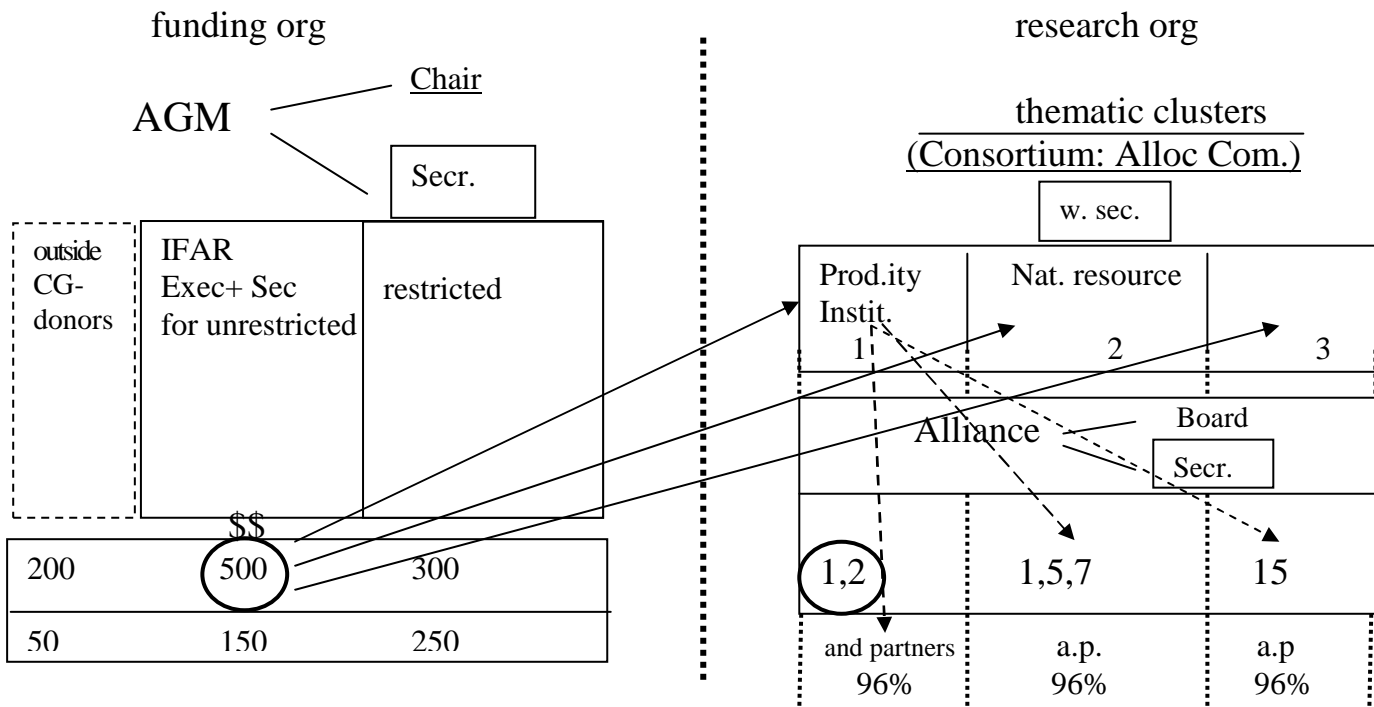 funding org
research org
Chair
AGM
thematic clusters
(Consortium: Alloc Com.)
Secr.
w. sec.
outside
CG-
donors
IFAR
Exec+ Sec
for unrestricted
restricted
Prod.ity
Instit.
1
Nat. resource
2
3
Alliance
Board
Secr.
$$
200
500
300
50
150
250
1,2
1,5,7
15
and partners
96%
a.p.
96%
a.p
96%